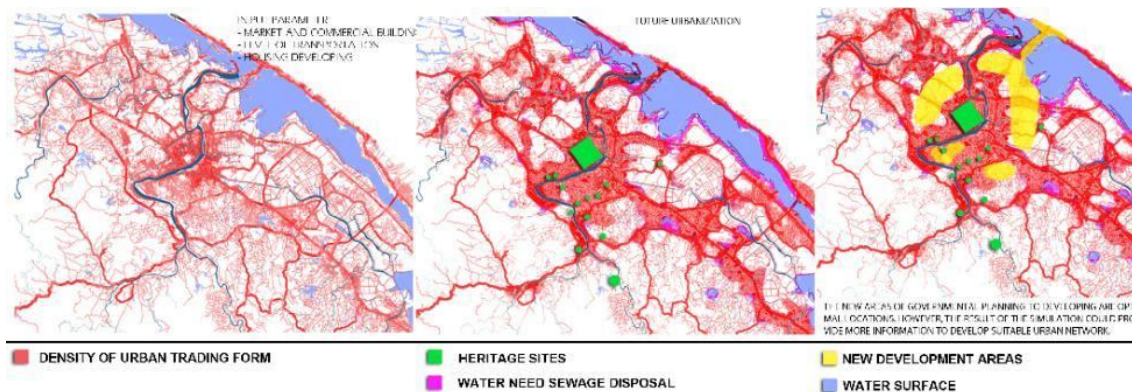 INPUT PARAMETER
- MARKET AND COMMERCIAL BUILDING
- LEVEL OF TRANSPORTATION
- HOUSING DEVELOPING
FUTURE URBANIZATION
THE NEW AREAS OF GOVERNMENTAL PLANNING TO DEVELOPING ARE OPTI
MAL LOCATIONS. HOWEVER, THE RESULT OF THE SIMULATION COULD PRO
VIDE MORE INFORMATION TO DEVELOP SUITABLE URBAN NETWORK.
DENSITY OF URBAN TRADING FORM
HERITAGE SITES
NEW DEVELOPMENT AREAS
WATER NEED SEWAGE DISPOSAL
WATER SURFACE